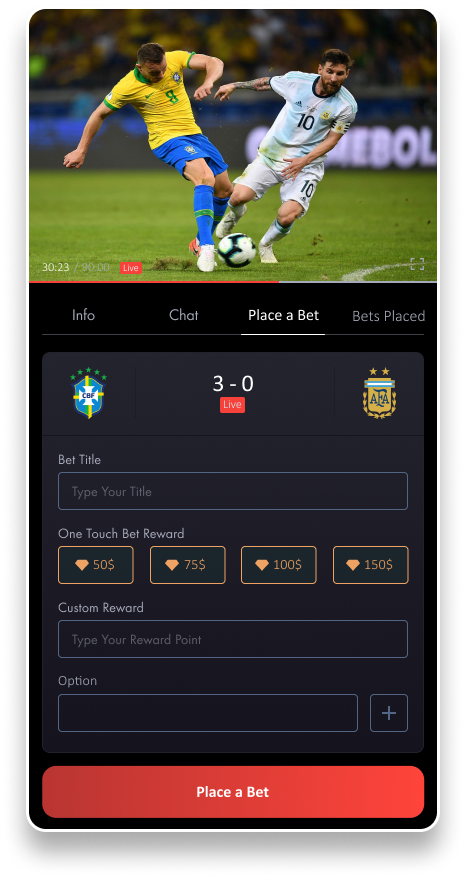 8
10
10
30:23 / 90:00 Live
Info Chat Place a Bet Bets Placed
3 - 0
Live
CBF
AFA
Bet Title
Type Your Title
One Touch Bet Reward
50$ 75$ 100$ 150$
Custom Reward
Type Your Reward Point
Option
Place a Bet